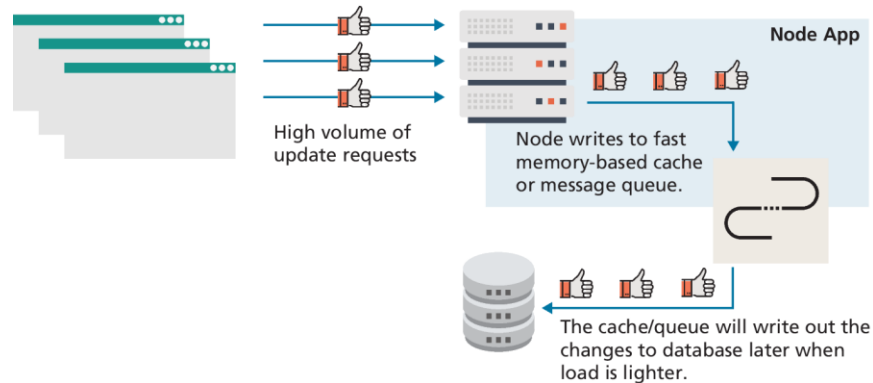 Node App
High volume of
update requests
Node writes to fast
memory-based cache
or message queue.
The cache/queue will write out the
changes to database later when
load is lighter.